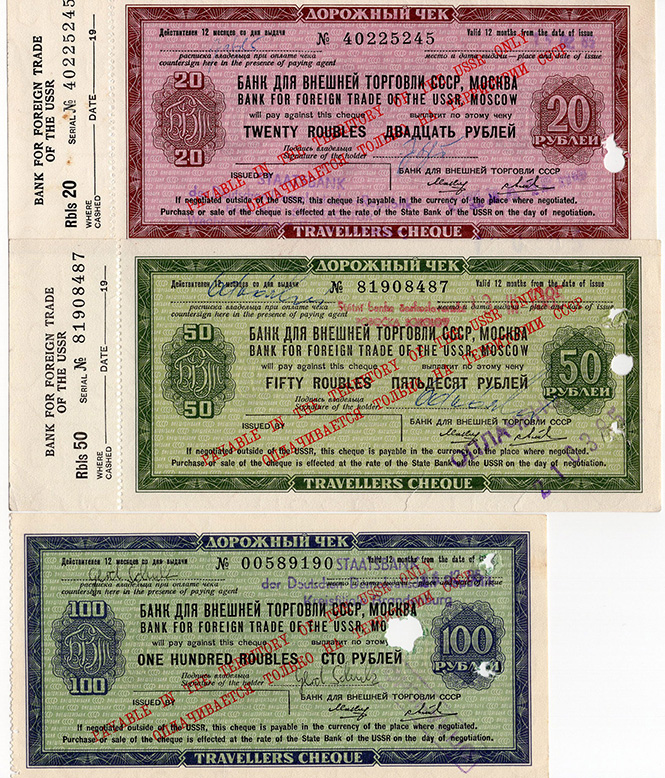 BANK FOR FOREIGN TRADE
OF THE USSR
Rbls 20 SERIAL № 40225245
WHERE CASHED DATE 19
ДОРОЖНЫЙ ЧЕК
Действителен 12 месяцев со дня выдачи № 40225245 Valid 12 months from the date of issue
расписка владельца при оплате чека место и дата выдачи—place and date of issue
countersign here in the presence of paying agent
20
БАНК ДЛЯ ВНЕШНЕЙ ТОРГОВЛИ СССР, МОСКВА
BANK FOR FOREIGN TRADE OF THE USSR, MOSCOW
will pay against this cheque выплатит по этому чеку
TWENTY ROUBLES ДВАДЦАТЬ РУБЛЕЙ
20
РУБЛЕЙ
20
Подпись владельца
Signature of the holder
ISSUED BY
БАНК ДЛЯ ВНЕШНЕЙ ТОРГОВЛИ СССР
PAYABLE IN THE TERRITORY OF THE USSR ONLY
ОПЛАЧИВАЕТСЯ ТОЛЬКО НА ТЕРРИТОРИИ СССР
STAATSBANK
If negotiated outside of the USSR, this cheque is payable in the currency of the place where negotiated.
Purchase or sale of the cheque is effected at the rate of the State Bank of the USSR on the day of negotiation.
TRAVELLERS CHEQUE
BANK FOR FOREIGN TRADE
OF THE USSR
Rbls 50 SERIAL № 81908487
WHERE CASHED DATE 19
ДОРОЖНЫЙ ЧЕК
Действителен 12 месяцев со дня выдачи № 81908487 Valid 12 months from the date of issue
расписка владельца при оплате чека место и дата выдачи—place and date of issue
countersign here in the presence of paying agent
50
БАНК ДЛЯ ВНЕШНЕЙ ТОРГОВЛИ СССР, МОСКВА
BANK FOR FOREIGN TRADE OF THE USSR, MOSCOW
will pay against this cheque выплатит по этому чеку
FIFTY ROUBLES ПЯТЬДЕСЯТ РУБЛЕЙ
50
РУБЛЕЙ
50
Подпись владельца
Signature of the holder
ISSUED BY
БАНК ДЛЯ ВНЕШНЕЙ ТОРГОВЛИ СССР
PAYABLE IN THE TERRITORY OF THE USSR ONLY
ОПЛАЧИВАЕТСЯ ТОЛЬКО НА ТЕРРИТОРИИ СССР
If negotiated outside of the USSR, this cheque is payable in the currency of the place where negotiated.
Purchase or sale of the cheque is effected at the rate of the State Bank of the USSR on the day of negotiation.
TRAVELLERS CHEQUE
ДОРОЖНЫЙ ЧЕК
Действителен 12 месяцев со дня выдачи № 00589190 Valid 12 months from the date of
расписка владельца при оплате чека место и
countersign here in the presence of paying agent
STAATSBANK
der Deutschen
100
БАНК ДЛЯ ВНЕШНЕЙ ТОРГОВЛИ СССР, МОСКВА
BANK FOR FOREIGN TRADE OF THE USSR,
will pay against this cheque выплатит по этому
ONE HUNDRED ROUBLES СТО РУБЛЕЙ
100
РУБЛЕЙ
100
Подпись владельца
Signature of the holder
ISSUED BY
БАНК ДЛЯ ВНЕШНЕЙ ТОРГОВЛИ СССР
PAYABLE IN THE TERRITORY OF THE USSR ONLY
ОПЛАЧИВАЕТСЯ ТОЛЬКО НА ТЕРРИТОРИИ СССР
If negotiated outside of the USSR, this cheque is payable in the currency of the place where negotiated.
Purchase or sale of the cheque is effected at the rate of the State Bank of the USSR on the day of negotiation.
TRAVELLERS CHEQUE